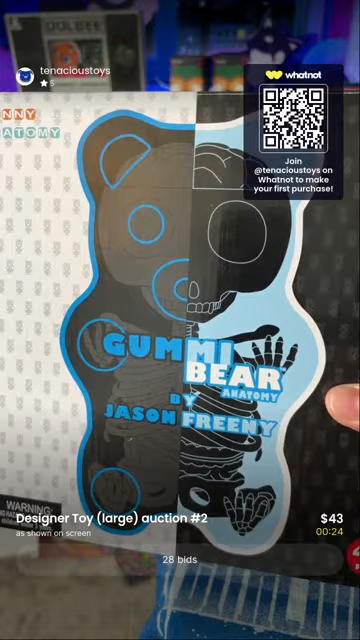 DOLBEE
tenacioustoys
★ 5
whatnot
Join
@tenacioustoys on
Whatnot to make
your first purchase!
NNY
ATOMY
GUMMI
BEAR
ANATOMY
BY
JASON FREENY
WARNING:
Designer Toy (large) auction #2
$43
as shown on screen
00:24
28 bids